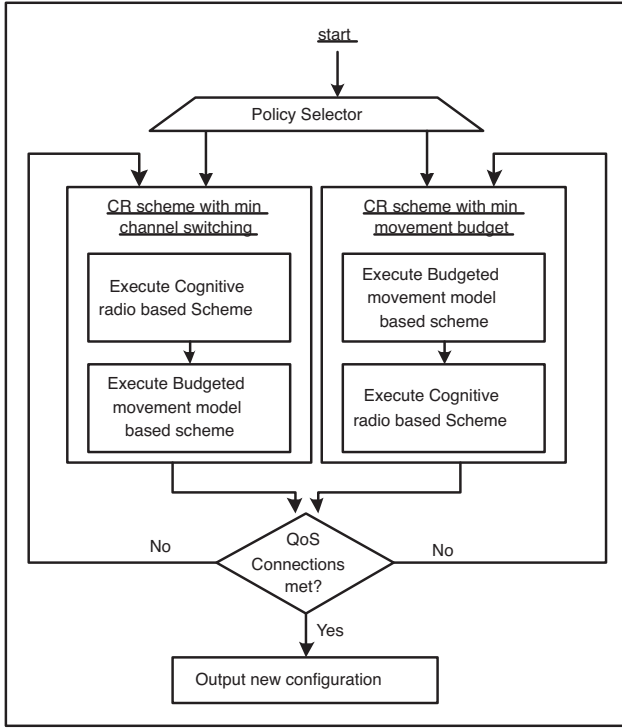 start
Policy Selector
CR scheme with min
channel switching
Execute Cognitive
radio based Scheme
Execute Budgeted
movement model
based scheme
CR scheme with min
movement budget
Execute Budgeted
movement model
based scheme
Execute Cognitive
radio based Scheme
No
QoS
Connections
met?
No
Yes
Output new configuration